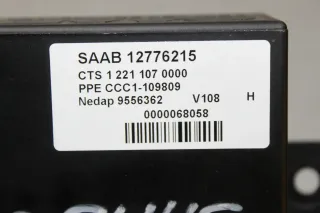 SAAB 12776215
CTS 1 221 107 0000
PPE CCC1-109809
Nedap 9556362 V108 H
0000068058